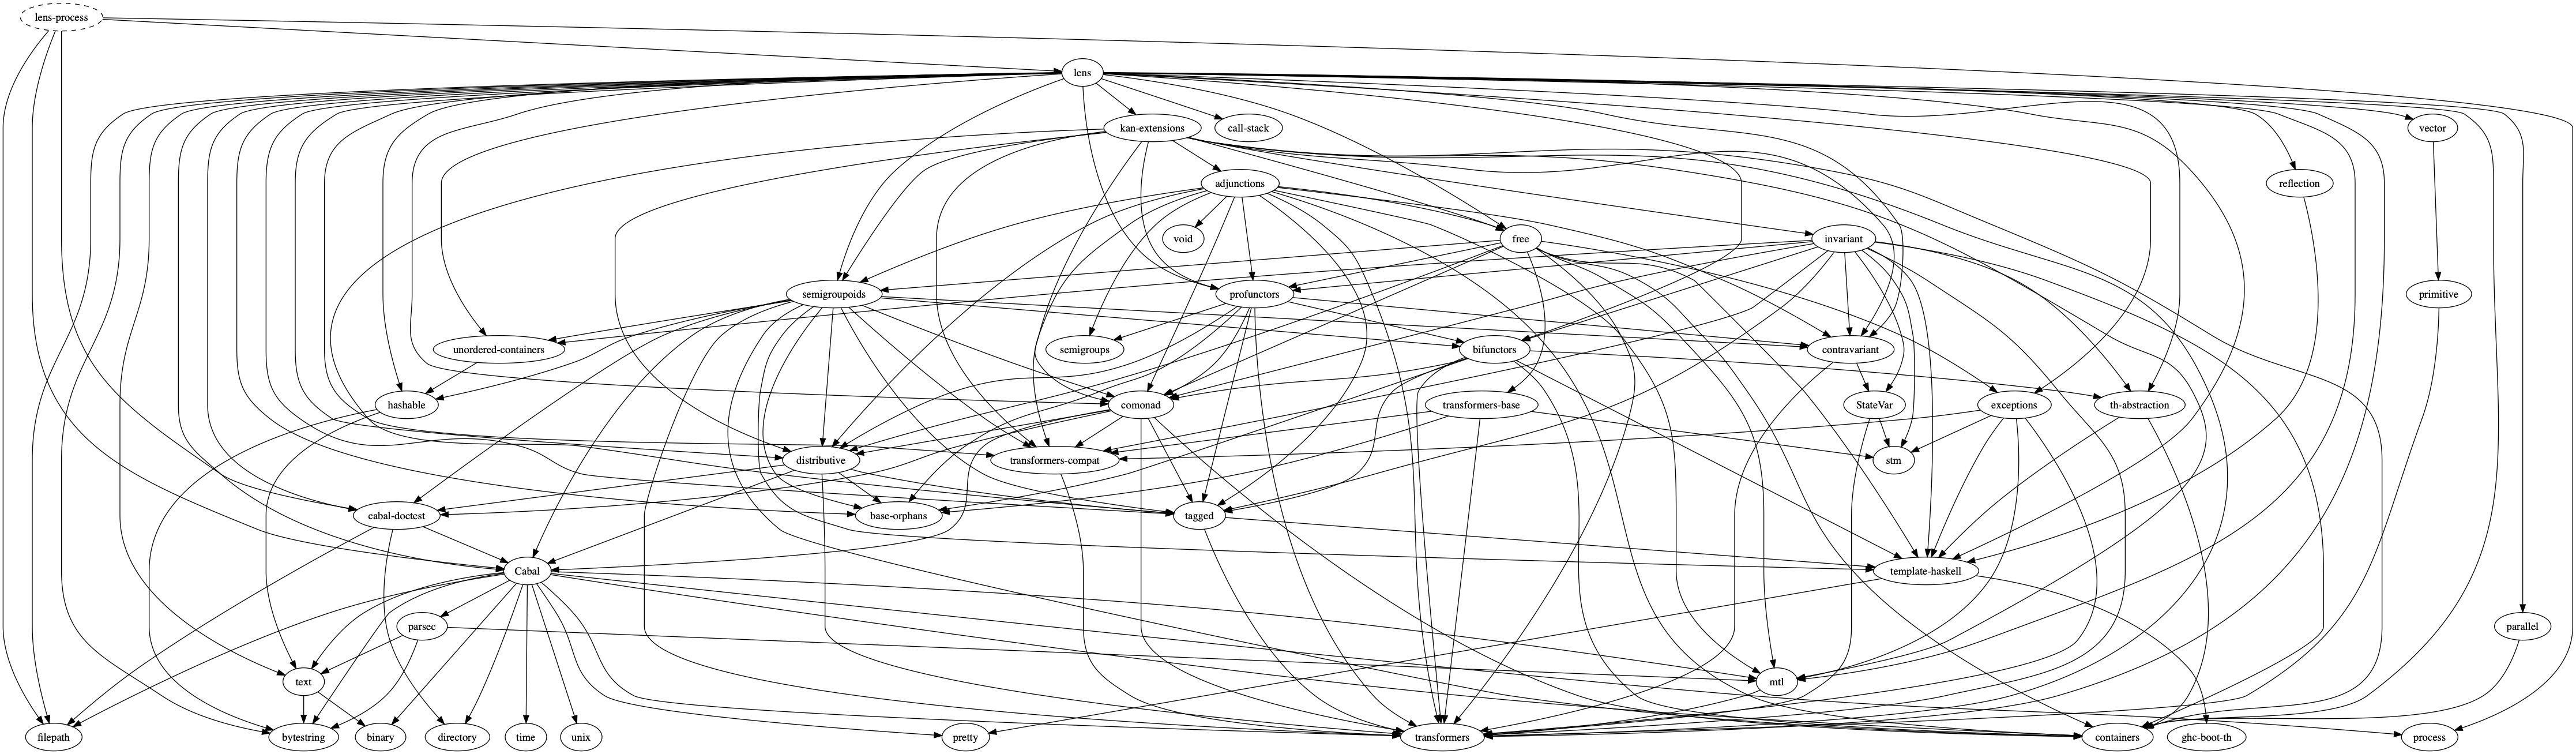 lens-process
lens
kan-extensions
call-stack
vector
adjunctions
reflection
void
free
invariant
semigroupoids
profunctors
primitive
unordered-containers
semigroups
bifunctors
contravariant
hashable
comonad
transformers-base
StateVar
exceptions
th-abstraction
distributive
transformers-compat
stm
cabal-doctest
base-orphans
tagged
Cabal
template-haskell
parsec
parallel
text
mtl
filepath
bytestring
binary
directory
time
unix
pretty
transformers
containers
ghc-boot-th
process